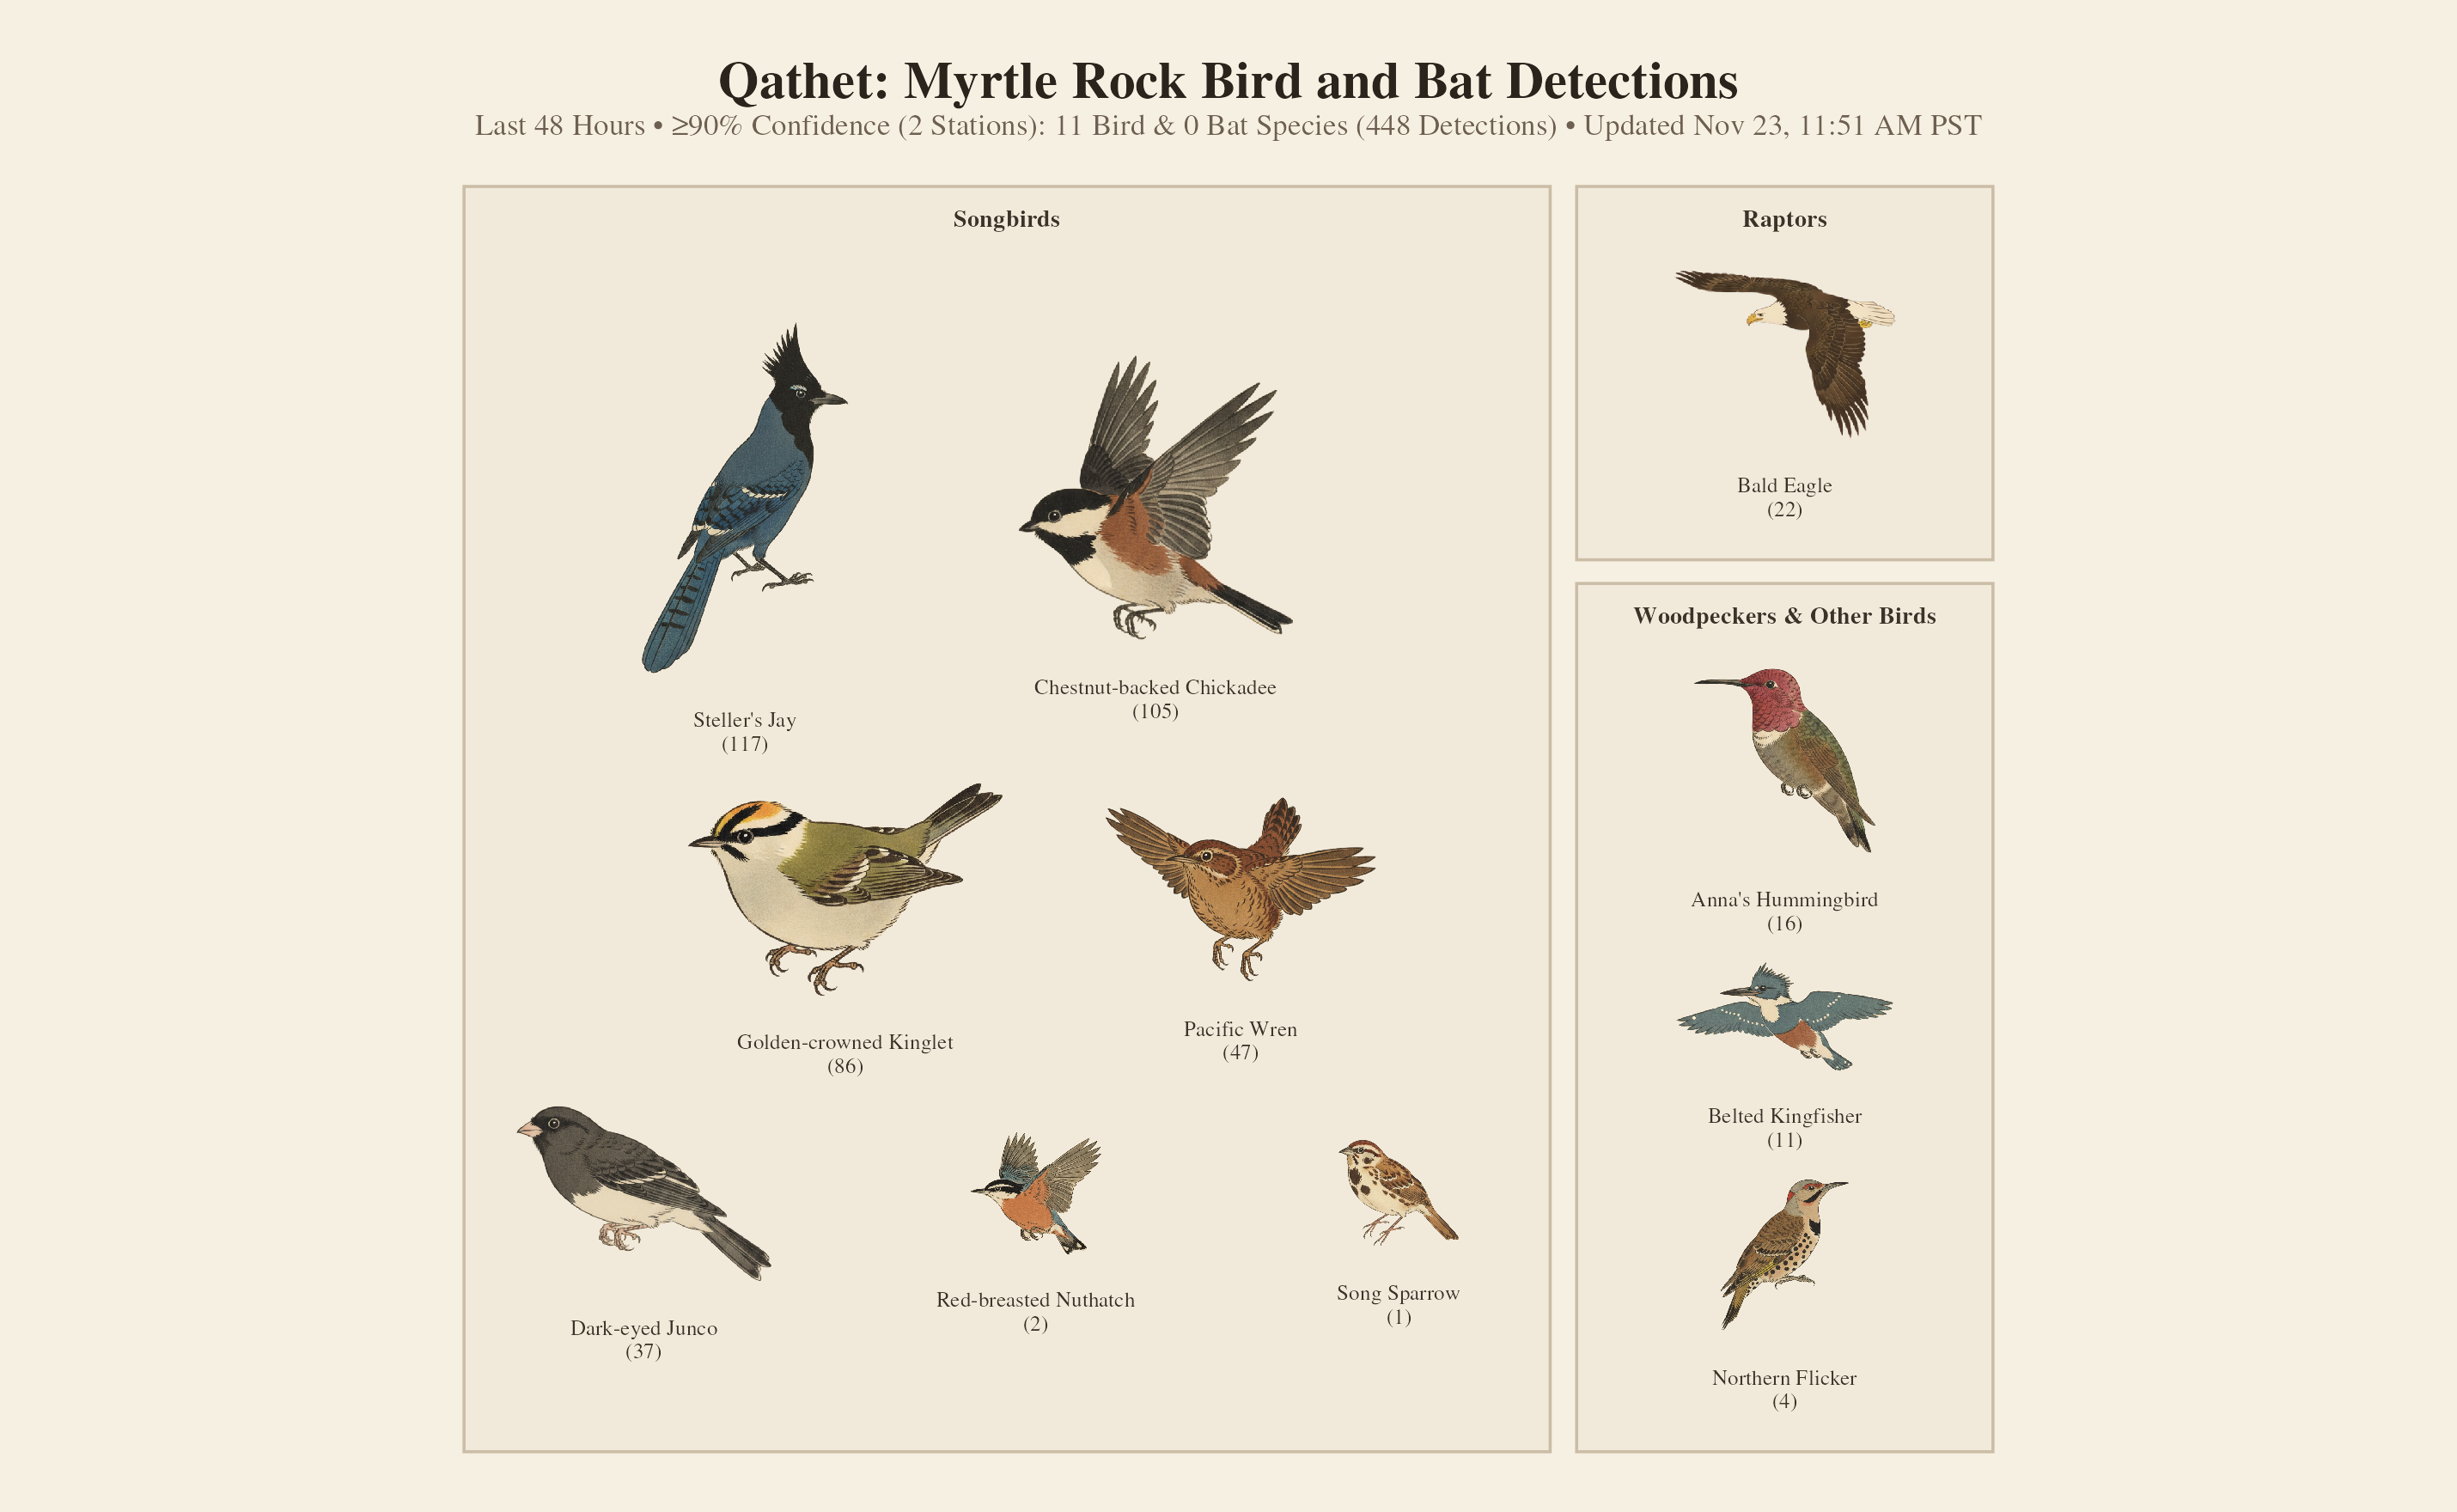 Qathet: Myrtle Rock Bird and Bat Detections
Last 48 Hours • ≥90% Confidence (2 Stations): 11 Bird & 0 Bat Species (448 Detections) • Updated Nov 23, 11:51 AM PST
Songbirds
Steller's Jay
(117)
Chestnut-backed Chickadee
(105)
Golden-crowned Kinglet
(86)
Pacific Wren
(47)
Dark-eyed Junco
(37)
Red-breasted Nuthatch
(2)
Song Sparrow
(1)
Raptors
Bald Eagle
(22)
Woodpeckers & Other Birds
Anna's Hummingbird
(16)
Belted Kingfisher
(11)
Northern Flicker
(4)